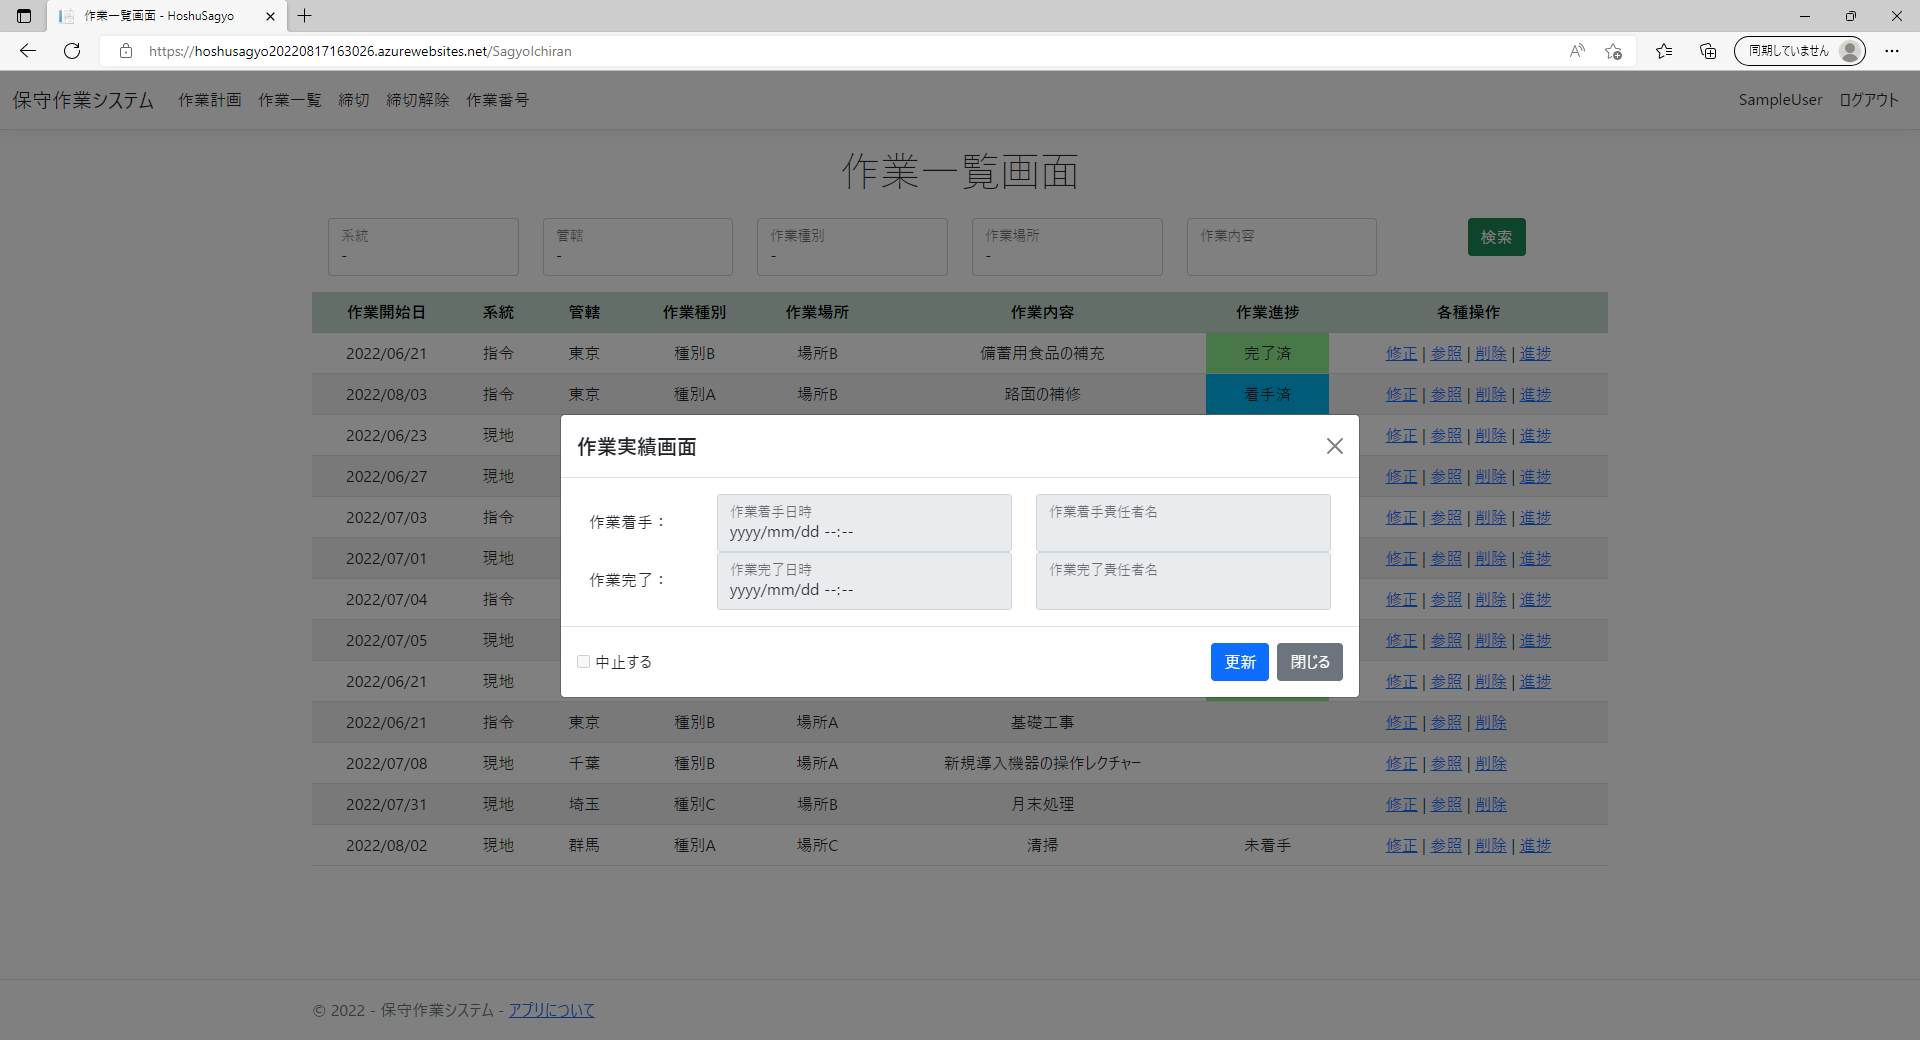 作業一覧画面 - HoshuSagyo
https://hoshusagyo20220817163026.azurewebsites.net/SagyoIchiran
同期していません
保守作業システム 作業計画 作業一覧 締切 締切解除 作業番号 SampleUser ログアウト
作業一覧画面
系統 管轄 作業種別 作業場所 作業内容 検索
- - - -
作業開始日 系統 管轄 作業種別 作業場所 作業内容 作業進捗 各種操作
2022/06/21 指令 東京 種別B 場所B 備蓄用食品の補充 完了済 修正 | 参照 | 削除 | 進捗
2022/08/03 指令 東京 種別A 場所B 路面の補修 着手済 修正 | 参照 | 削除 | 進捗
2022/06/23 現地 修正 | 参照 | 削除 | 進捗
2022/06/27 現地 修正 | 参照 | 削除 | 進捗
2022/07/03 指令 修正 | 参照 | 削除 | 進捗
2022/07/01 現地 修正 | 参照 | 削除 | 進捗
2022/07/04 指令 修正 | 参照 | 削除 | 進捗
2022/07/05 現地 修正 | 参照 | 削除 | 進捗
2022/06/21 現地 修正 | 参照 | 削除 | 進捗
2022/06/21 指令 東京 種別B 場所A 基礎工事 修正 | 参照 | 削除
2022/07/08 現地 千葉 種別B 場所A 新規導入機器の操作レクチャー 修正 | 参照 | 削除
2022/07/31 現地 埼玉 種別C 場所B 月末処理 修正 | 参照 | 削除
2022/08/02 現地 群馬 種別A 場所C 清掃 未着手 修正 | 参照 | 削除 | 進捗
作業実績画面
作業着手：
作業着手日時
yyyy/mm/dd --:--
作業着手責任者名
作業完了：
作業完了日時
yyyy/mm/dd --:--
作業完了責任者名
中止する 更新 閉じる
© 2022 - 保守作業システム - アプリについて